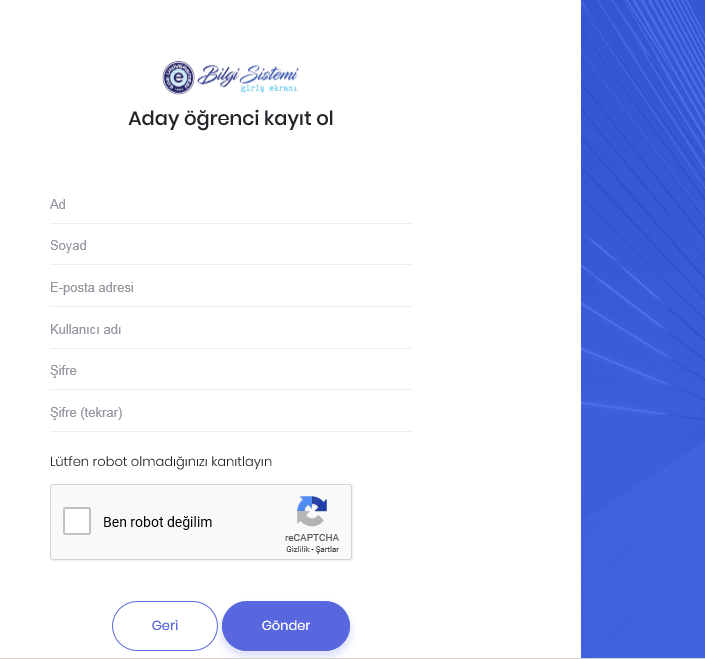 Bilgi Sistemi
giriş ekranı
Aday öğrenci kayıt ol
Ad
Soyad
E-posta adresi
Kullanıcı adı
Şifre
Şifre (tekrar)
Lütfen robot olmadığınızı kanıtlayın
Ben robot değilim
reCAPTCHA
Gizlilik - Şartlar
Geri
Gönder